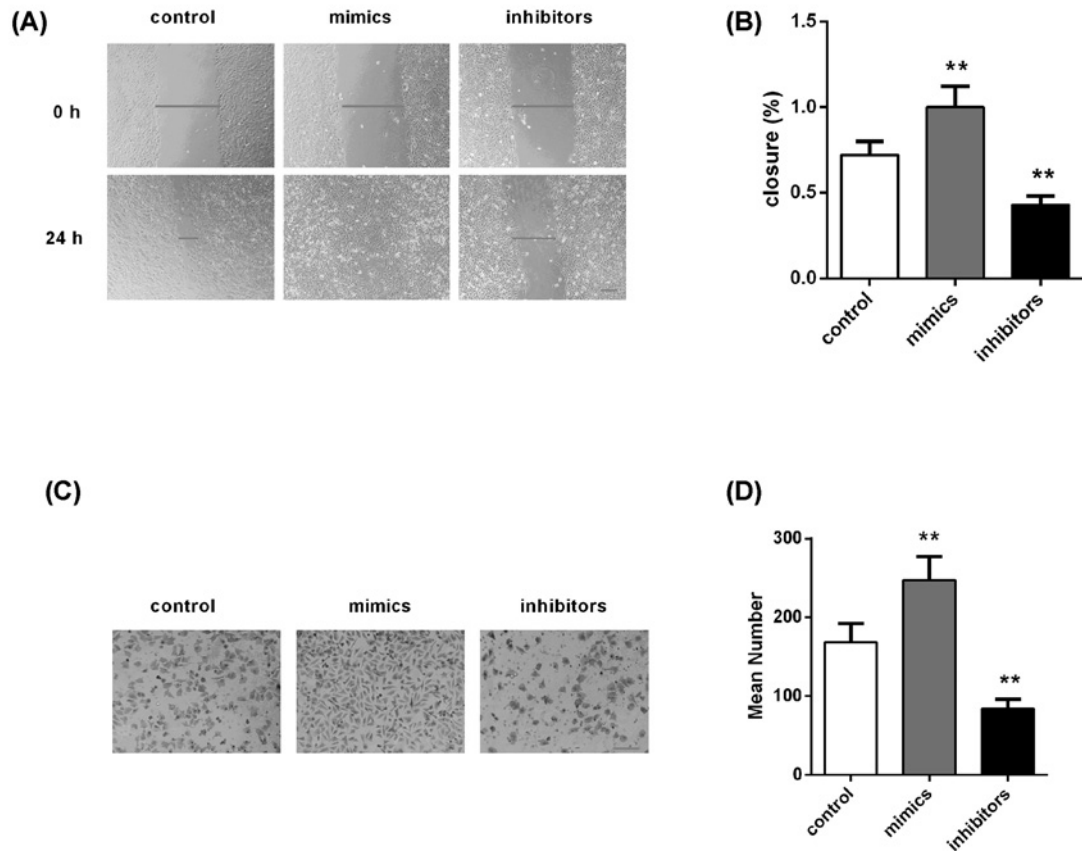 (A)
control mimics inhibitors
0 h
24 h
(B)
closure (%)
1.5
1.0
0.5
0.0
**
**
control mimics inhibitors
(C)
control mimics inhibitors
(D)
Mean Number
300
200
100
0
**
**
control mimics inhibitors